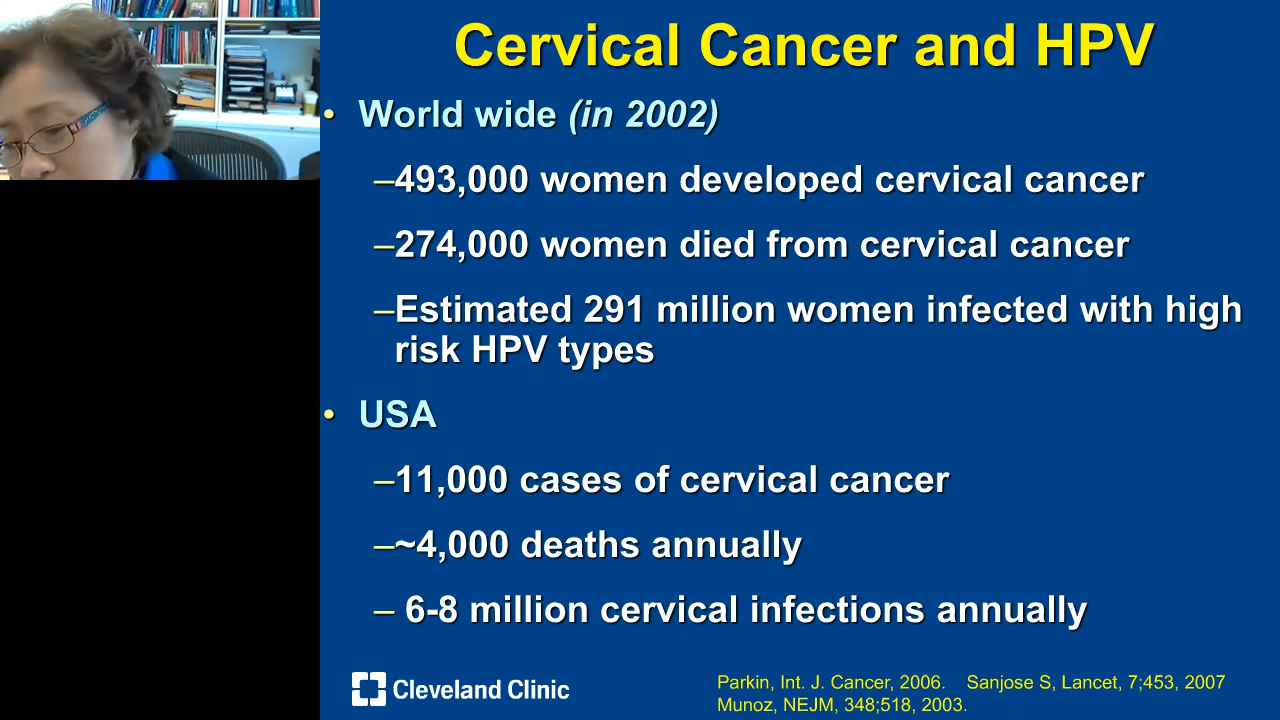 Cervical Cancer and HPV
• World wide (in 2002)
–493,000 women developed cervical cancer
–274,000 women died from cervical cancer
–Estimated 291 million women infected with high
risk HPV types
• USA
–11,000 cases of cervical cancer
–~4,000 deaths annually
– 6-8 million cervical infections annually
Cleveland Clinic
Parkin, Int. J. Cancer, 2006. Sanjose S, Lancet, 7;453, 2007
Munoz, NEJM, 348;518, 2003.